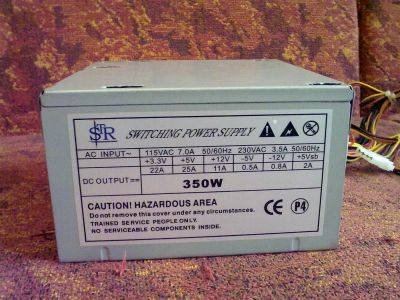 STR SWITCHING POWER SUPPLY
AC INPUT~ 115VAC 7.0A 50/60Hz 230VAC 3.5A 50/60Hz
DC OUTPUT +3.3V +5V +12V -5V -12V +5Vsb
22A 25A 11A 0.5A 0.8A 2A
350W
CAUTION! HAZARDOUS AREA
Do not remove this cover under any circumstances.
TRAINED SERVICE PEOPLE ONLY.
NO SERVICEABLE COMPONENTS INSIDE.
CE P4